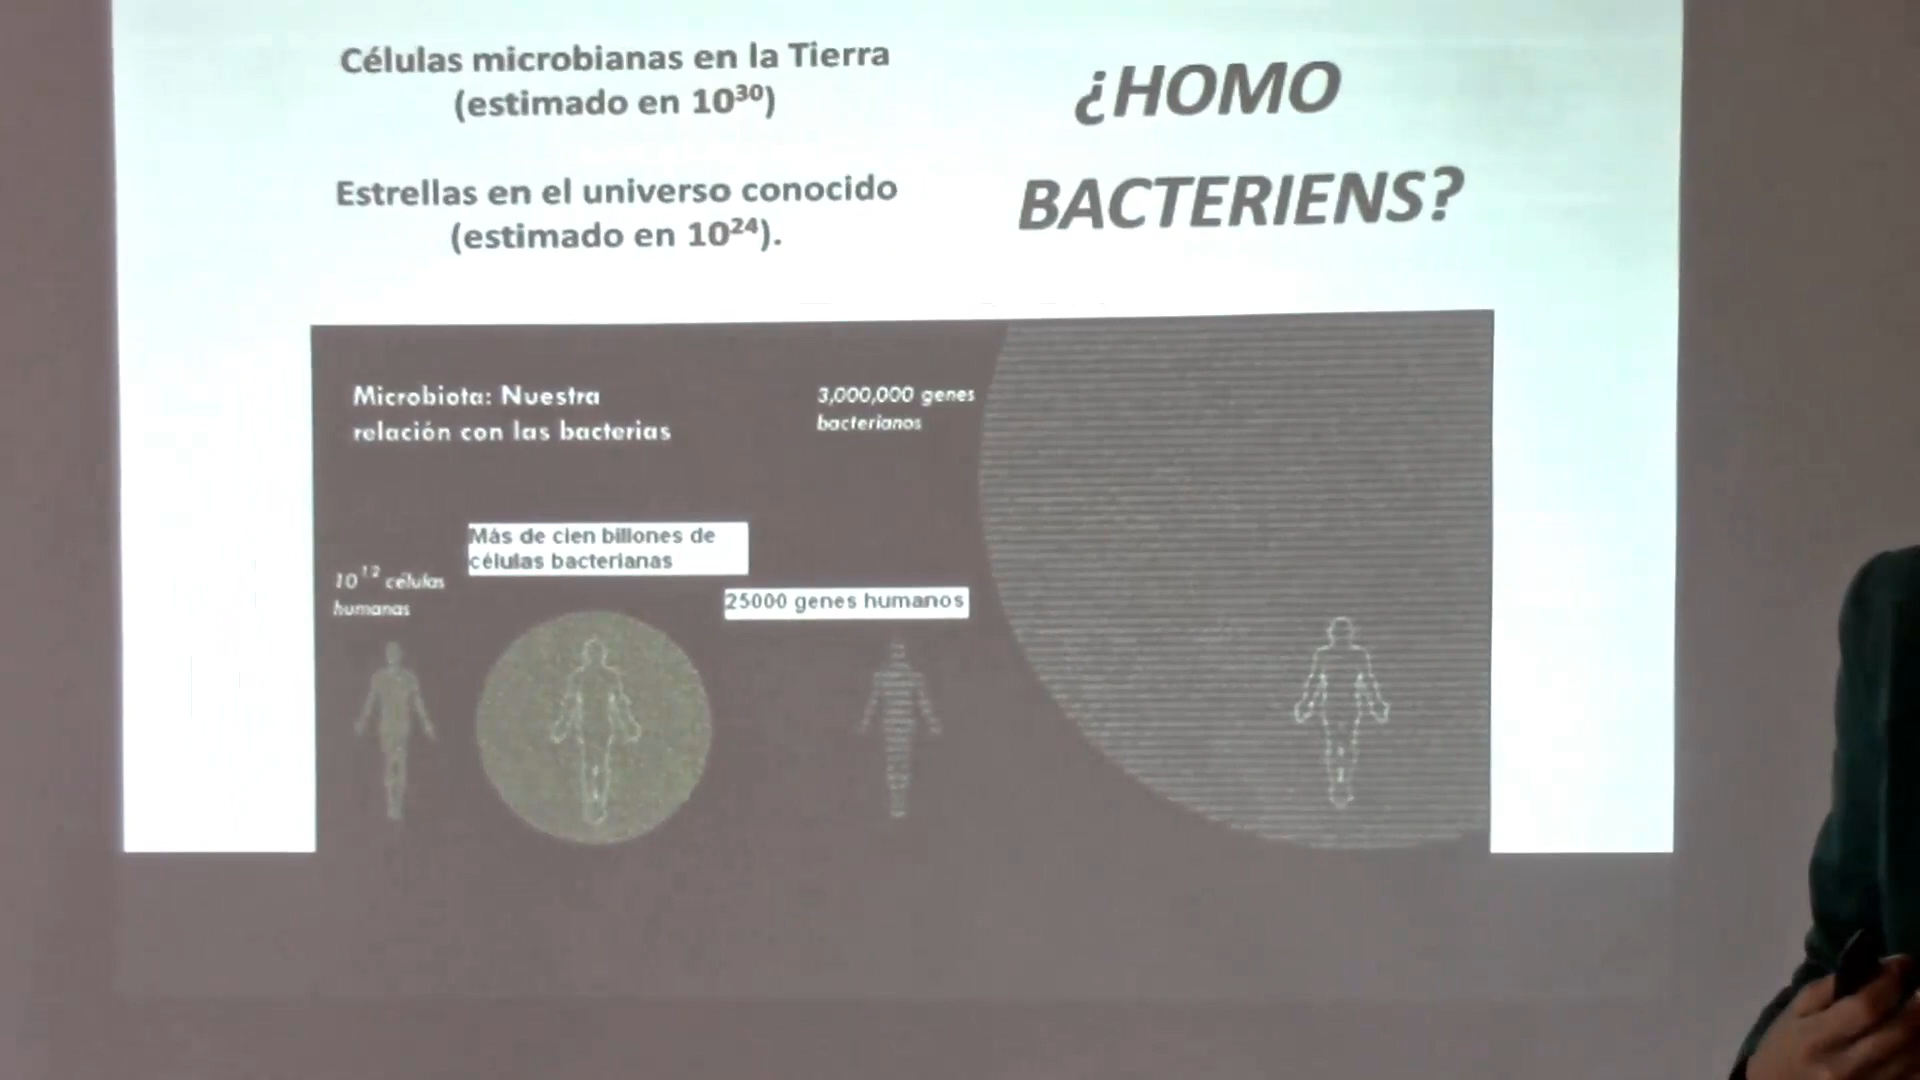 Células microbianas en la Tierra
(estimado en 10³⁰)
Estrellas en el universo conocido
(estimado en 10²⁴).
¿HOMO
BACTERIENS?
Microbiota: Nuestra
relación con las bacterias
3,000,000 genes
bacterianos
Más de cien billones de
células bacterianas
10¹² células
humanas
25000 genes humanos